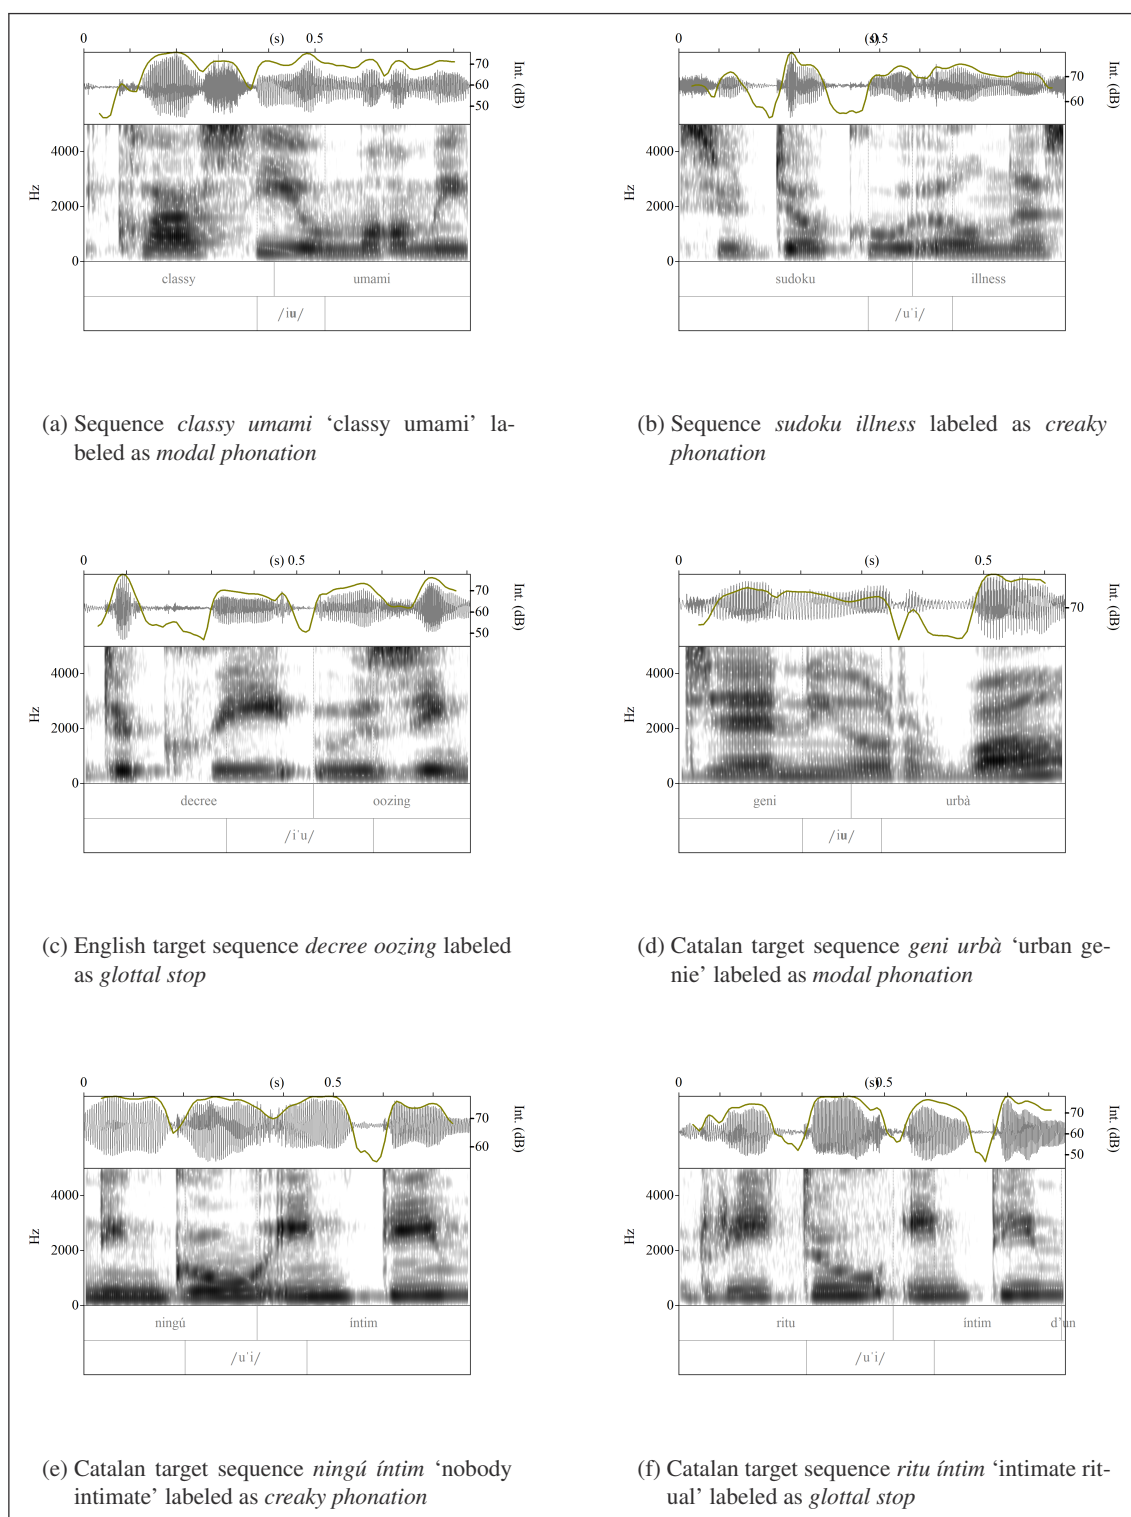 0 (s) 0.5
70
60
50
Int. (dB)
4000
2000
0
Hz
classy umami
/iu/
(a) Sequence classy umami ‘classy umami’ la-
beled as modal phonation
0 (s) 0.5
70
60
Int. (dB)
4000
2000
0
Hz
sudoku illness
/uˈi/
(b) Sequence sudoku illness labeled as creaky
phonation
0 (s) 0.5
70
60
50
Int. (dB)
4000
2000
0
Hz
decree oozing
/iˈu/
(c) English target sequence decree oozing labeled
as glottal stop
0 (s) 0.5
70
Int. (dB)
4000
2000
0
Hz
geni urbà
/iu/
(d) Catalan target sequence geni urbà ‘urban ge-
nie’ labeled as modal phonation
0 (s) 0.5
70
60
Int. (dB)
4000
2000
0
Hz
ningú íntim
/uˈi/
(e) Catalan target sequence ningú íntim ‘nobody
intimate’ labeled as creaky phonation
0 (s) 0.5
70
60
50
Int. (dB)
4000
2000
0
Hz
ritu íntim d’un
/uˈi/
(f) Catalan target sequence ritu íntim ‘intimate rit-
ual’ labeled as glottal stop